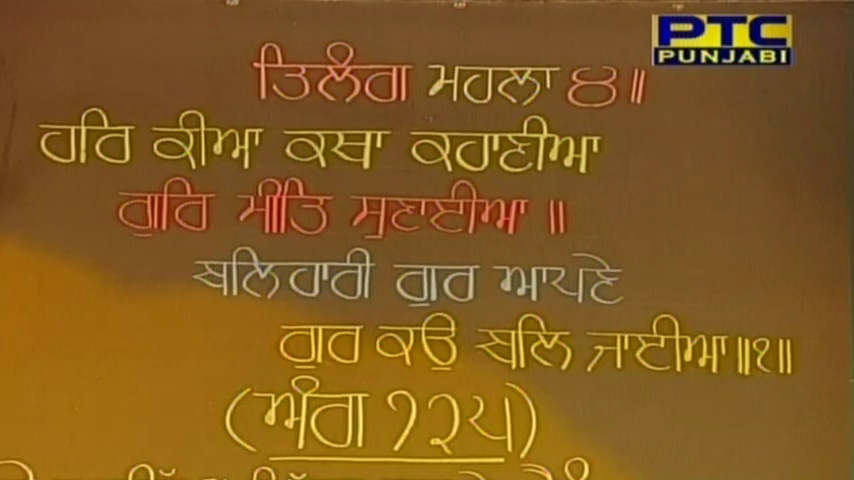 PTC
PUNJABI
ਤਿਲੰਗ ਮਹਲਾ ੪॥
ਹਰਿ ਕੀਆ ਕਥਾ ਕਹਾਣੀਆ
ਗੁਰਿ ਮੀਤਿ ਸੁਣਾਈਆ ॥
ਬਲਿਹਾਰੀ ਗੁਰ ਆਪਣੇ
ਗੁਰ ਕਉ ਬਲਿ ਜਾਈਆ॥੧॥
(ਅੰਗ ੭੨੫)